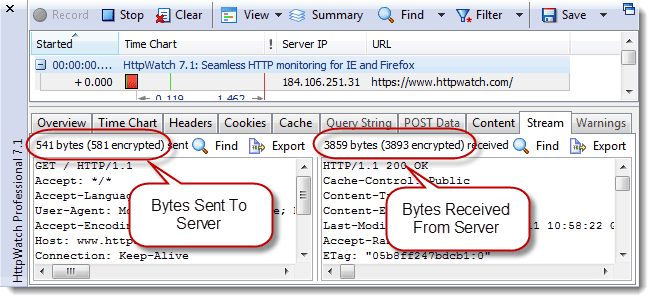 Record Stop Clear View Summary Find Filter Save
Started Time Chart ! Server IP URL
00:00:00.... HttpWatch 7.1: Seamless HTTP monitoring for IE and Firefox
+ 0.000 184.106.251.31 https://www.httpwatch.com/
0.119 1.462
Overview Time Chart Headers Cookies Cache Query String POST Data Content Stream Warnings
541 bytes (581 encrypted) sent Find Export
3859 bytes (3893 encrypted) received Find Export
GET / HTTP/1.1
Accept: */*
Accept-Langu
User-Agent: Mo
Accept-Encodin
Host: www.http
Connection: Keep-Alive
Bytes Sent To
Server
HTTP/1.1 200 OK
Cache-Control: Public
Content-T
Content-E
Last-Modi 10:58:22
Accept-Ra
ETag: "05b8ff247bdcb1:0"
Bytes Received
From Server
HttpWatch Professional 7.1